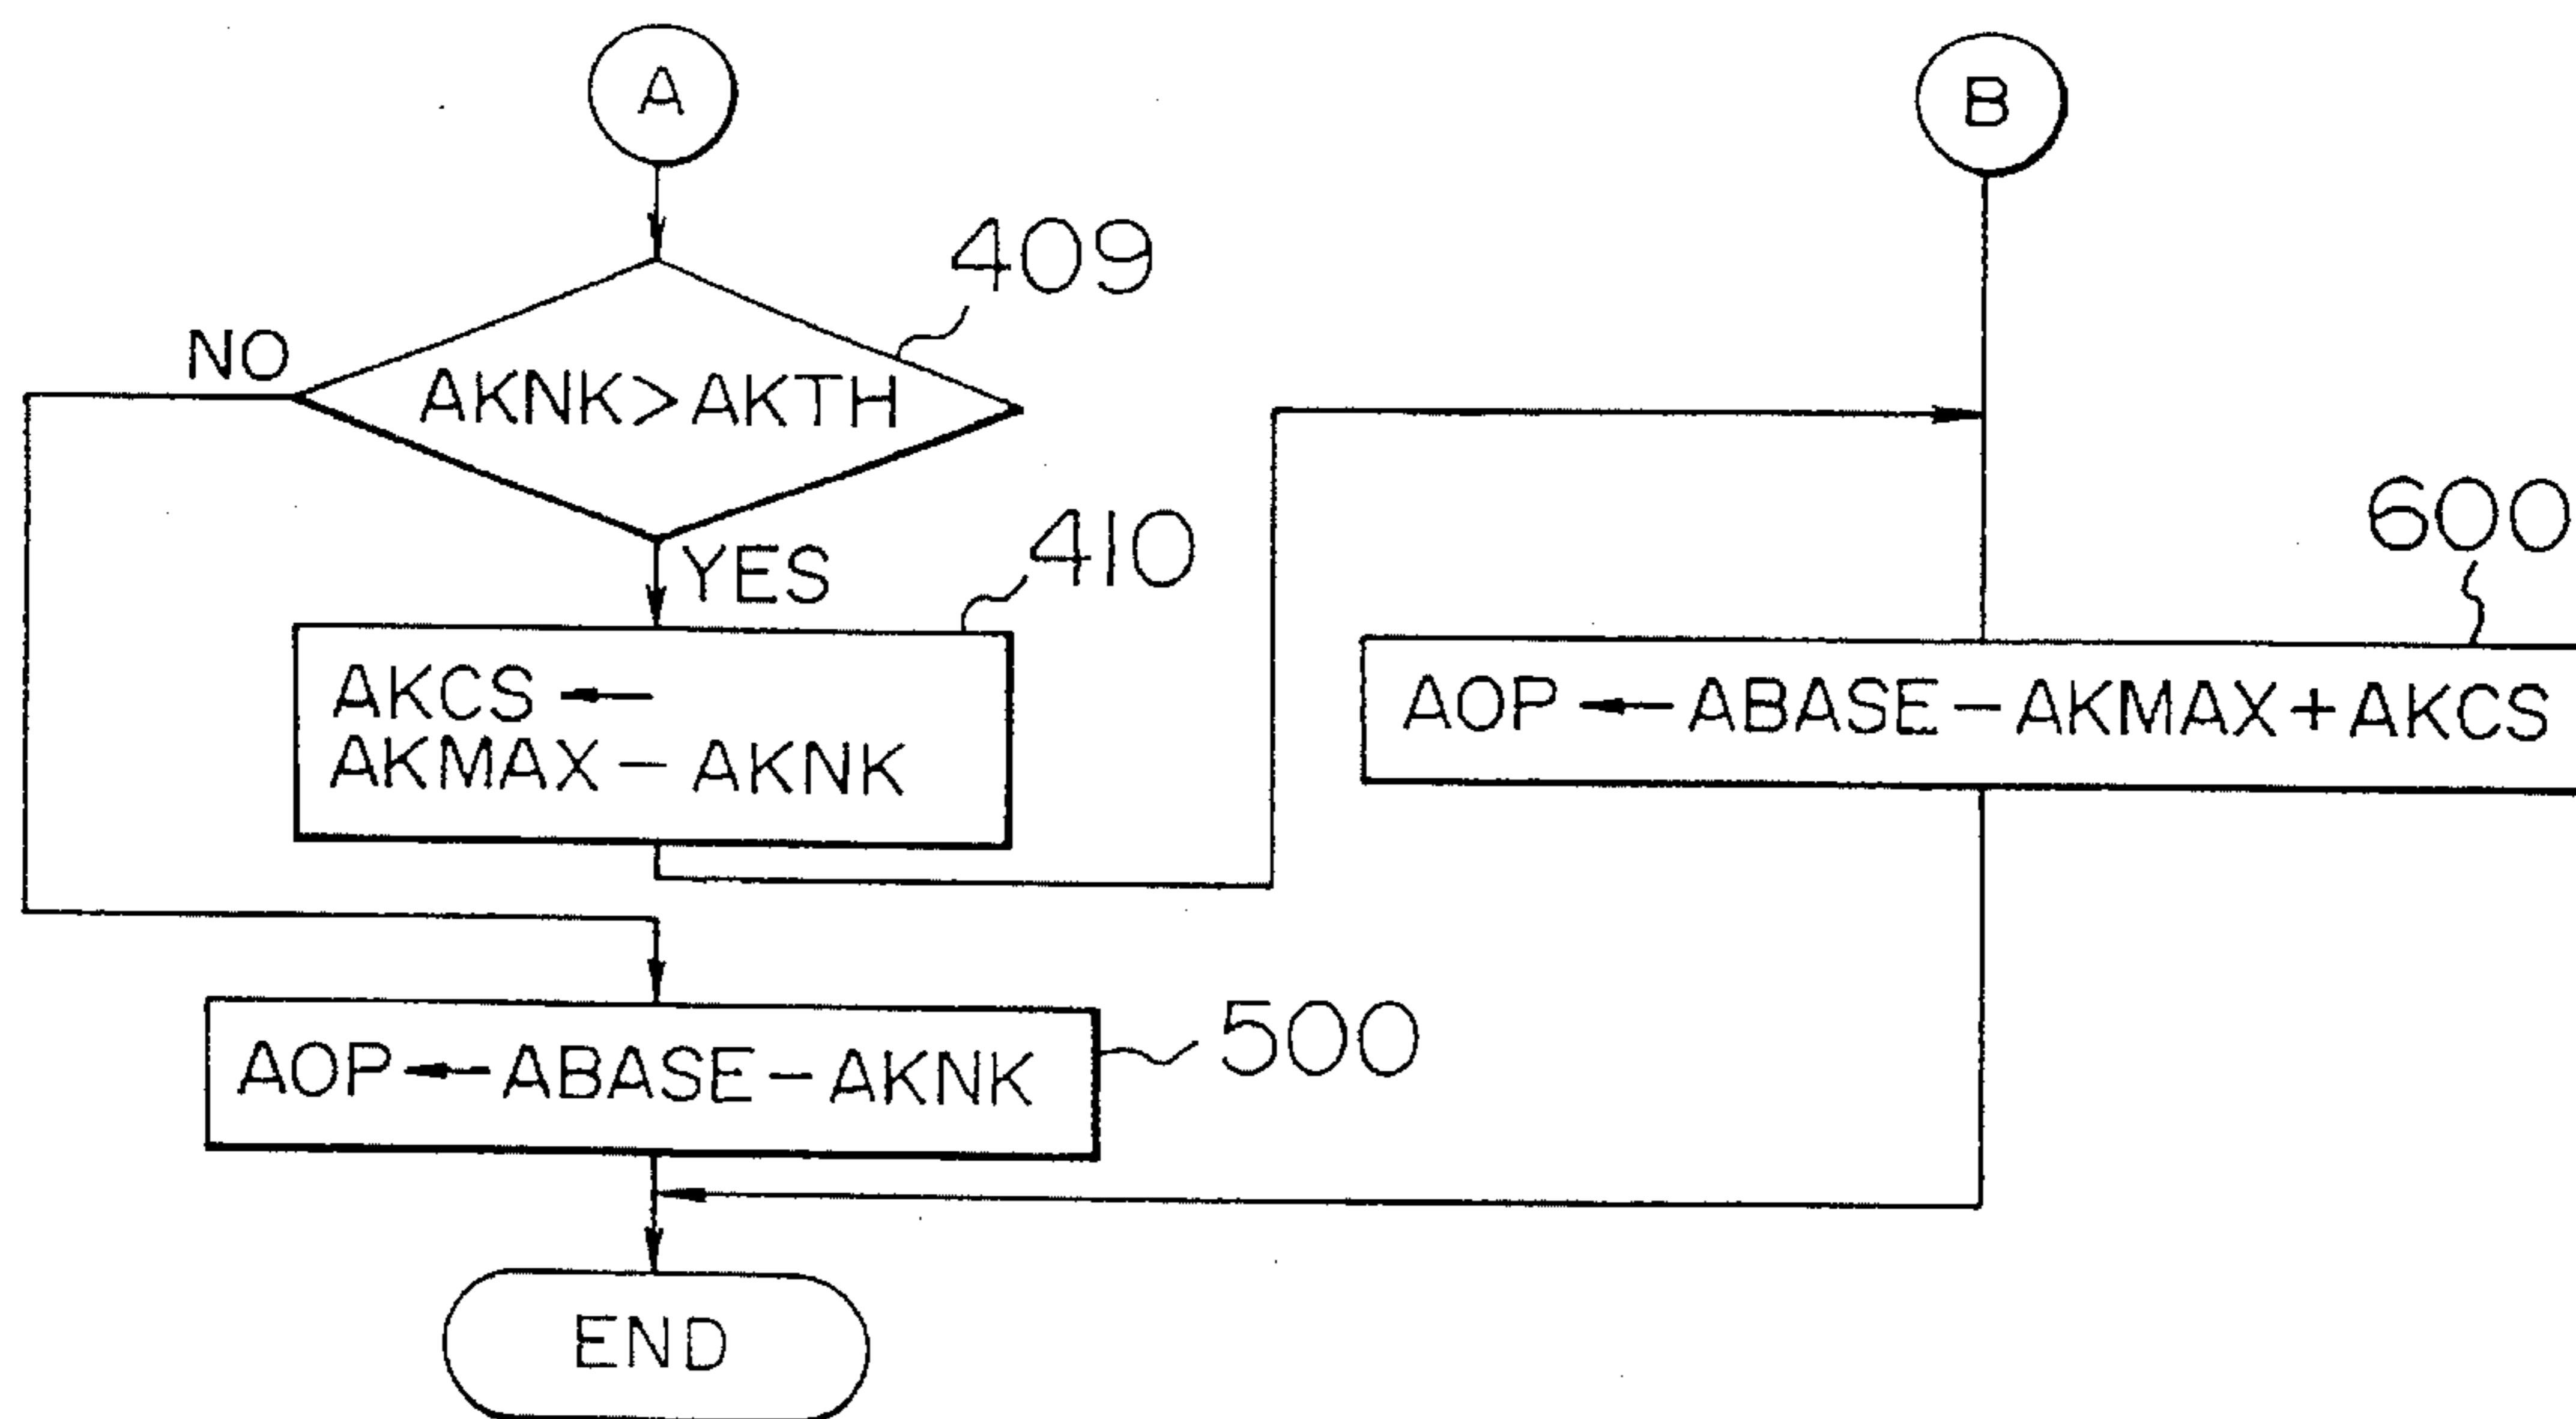 A
B
409
NO
AKNK>AKTH
YES
410
600
AKCS ←
AKMAX - AKNK
AOP ← ABASE - AKMAX + AKCS
500
AOP ← ABASE - AKNK
END